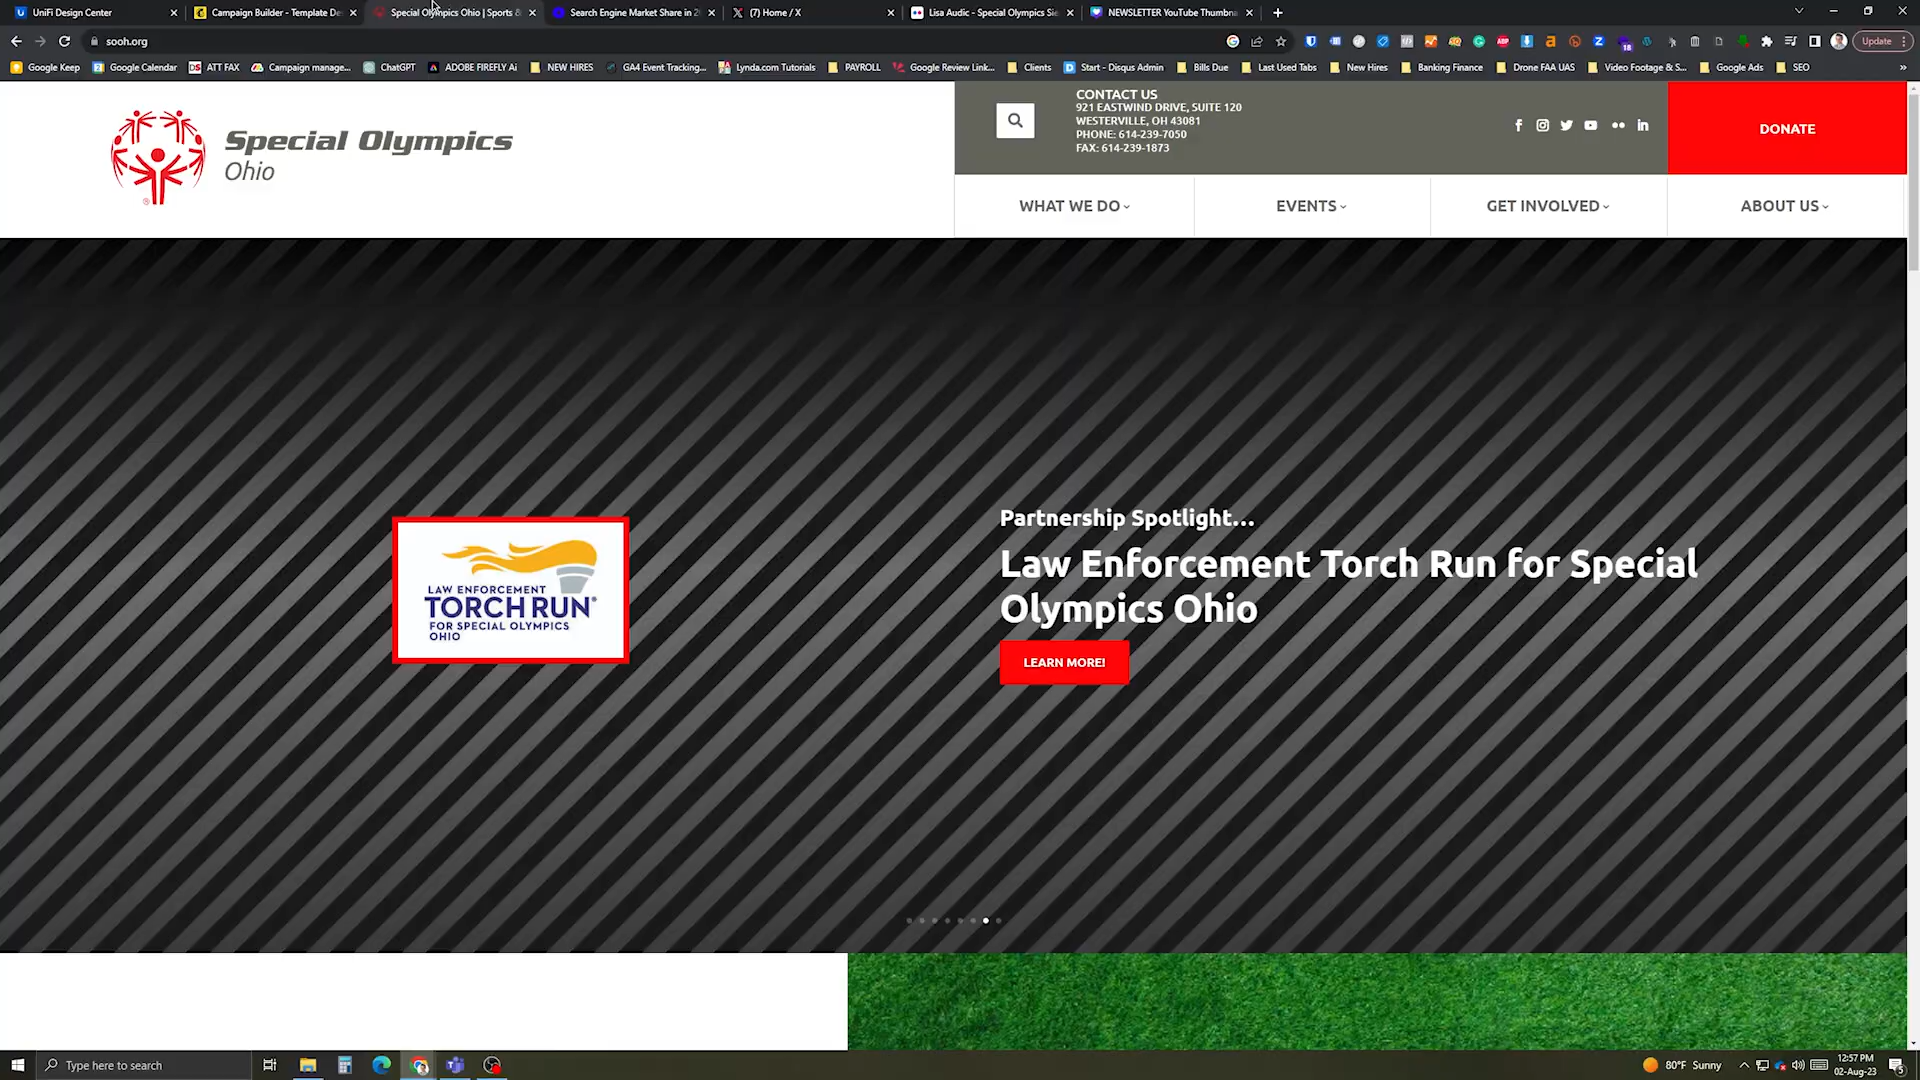 UniFi Design Center
Campaign Builder - Template De
Special Olympics Ohio | Sports &
Search Engine Market Share in 2
(7) Home / X
Lisa Audic - Special Olympics Sie
NEWSLETTER YouTube Thumbna
sooh.org
Update
Google Keep
Google Calendar
ATT FAX
Campaign manage...
ChatGPT
ADOBE FIREFLY Ai
NEW HIRES
GA4 Event Tracking...
Lynda.com Tutorials
PAYROLL
Google Review Link...
Clients
Start - Disqus Admin
Bills Due
Last Used Tabs
New Hires
Banking Finance
Drone FAA UAS
Video Footage & S...
Google Ads
SEO
Special Olympics
Ohio
CONTACT US
921 EASTWIND DRIVE, SUITE 120
WESTERVILLE, OH 43081
PHONE: 614-239-7050
FAX: 614-239-1873
DONATE
WHAT WE DO
EVENTS
GET INVOLVED
ABOUT US
LAW ENFORCEMENT
TORCH RUN®
FOR SPECIAL OLYMPICS
OHIO
Partnership Spotlight...
Law Enforcement Torch Run for Special
Olympics Ohio
LEARN MORE!
Type here to search
80°F Sunny
12:57 PM
02-Aug-23